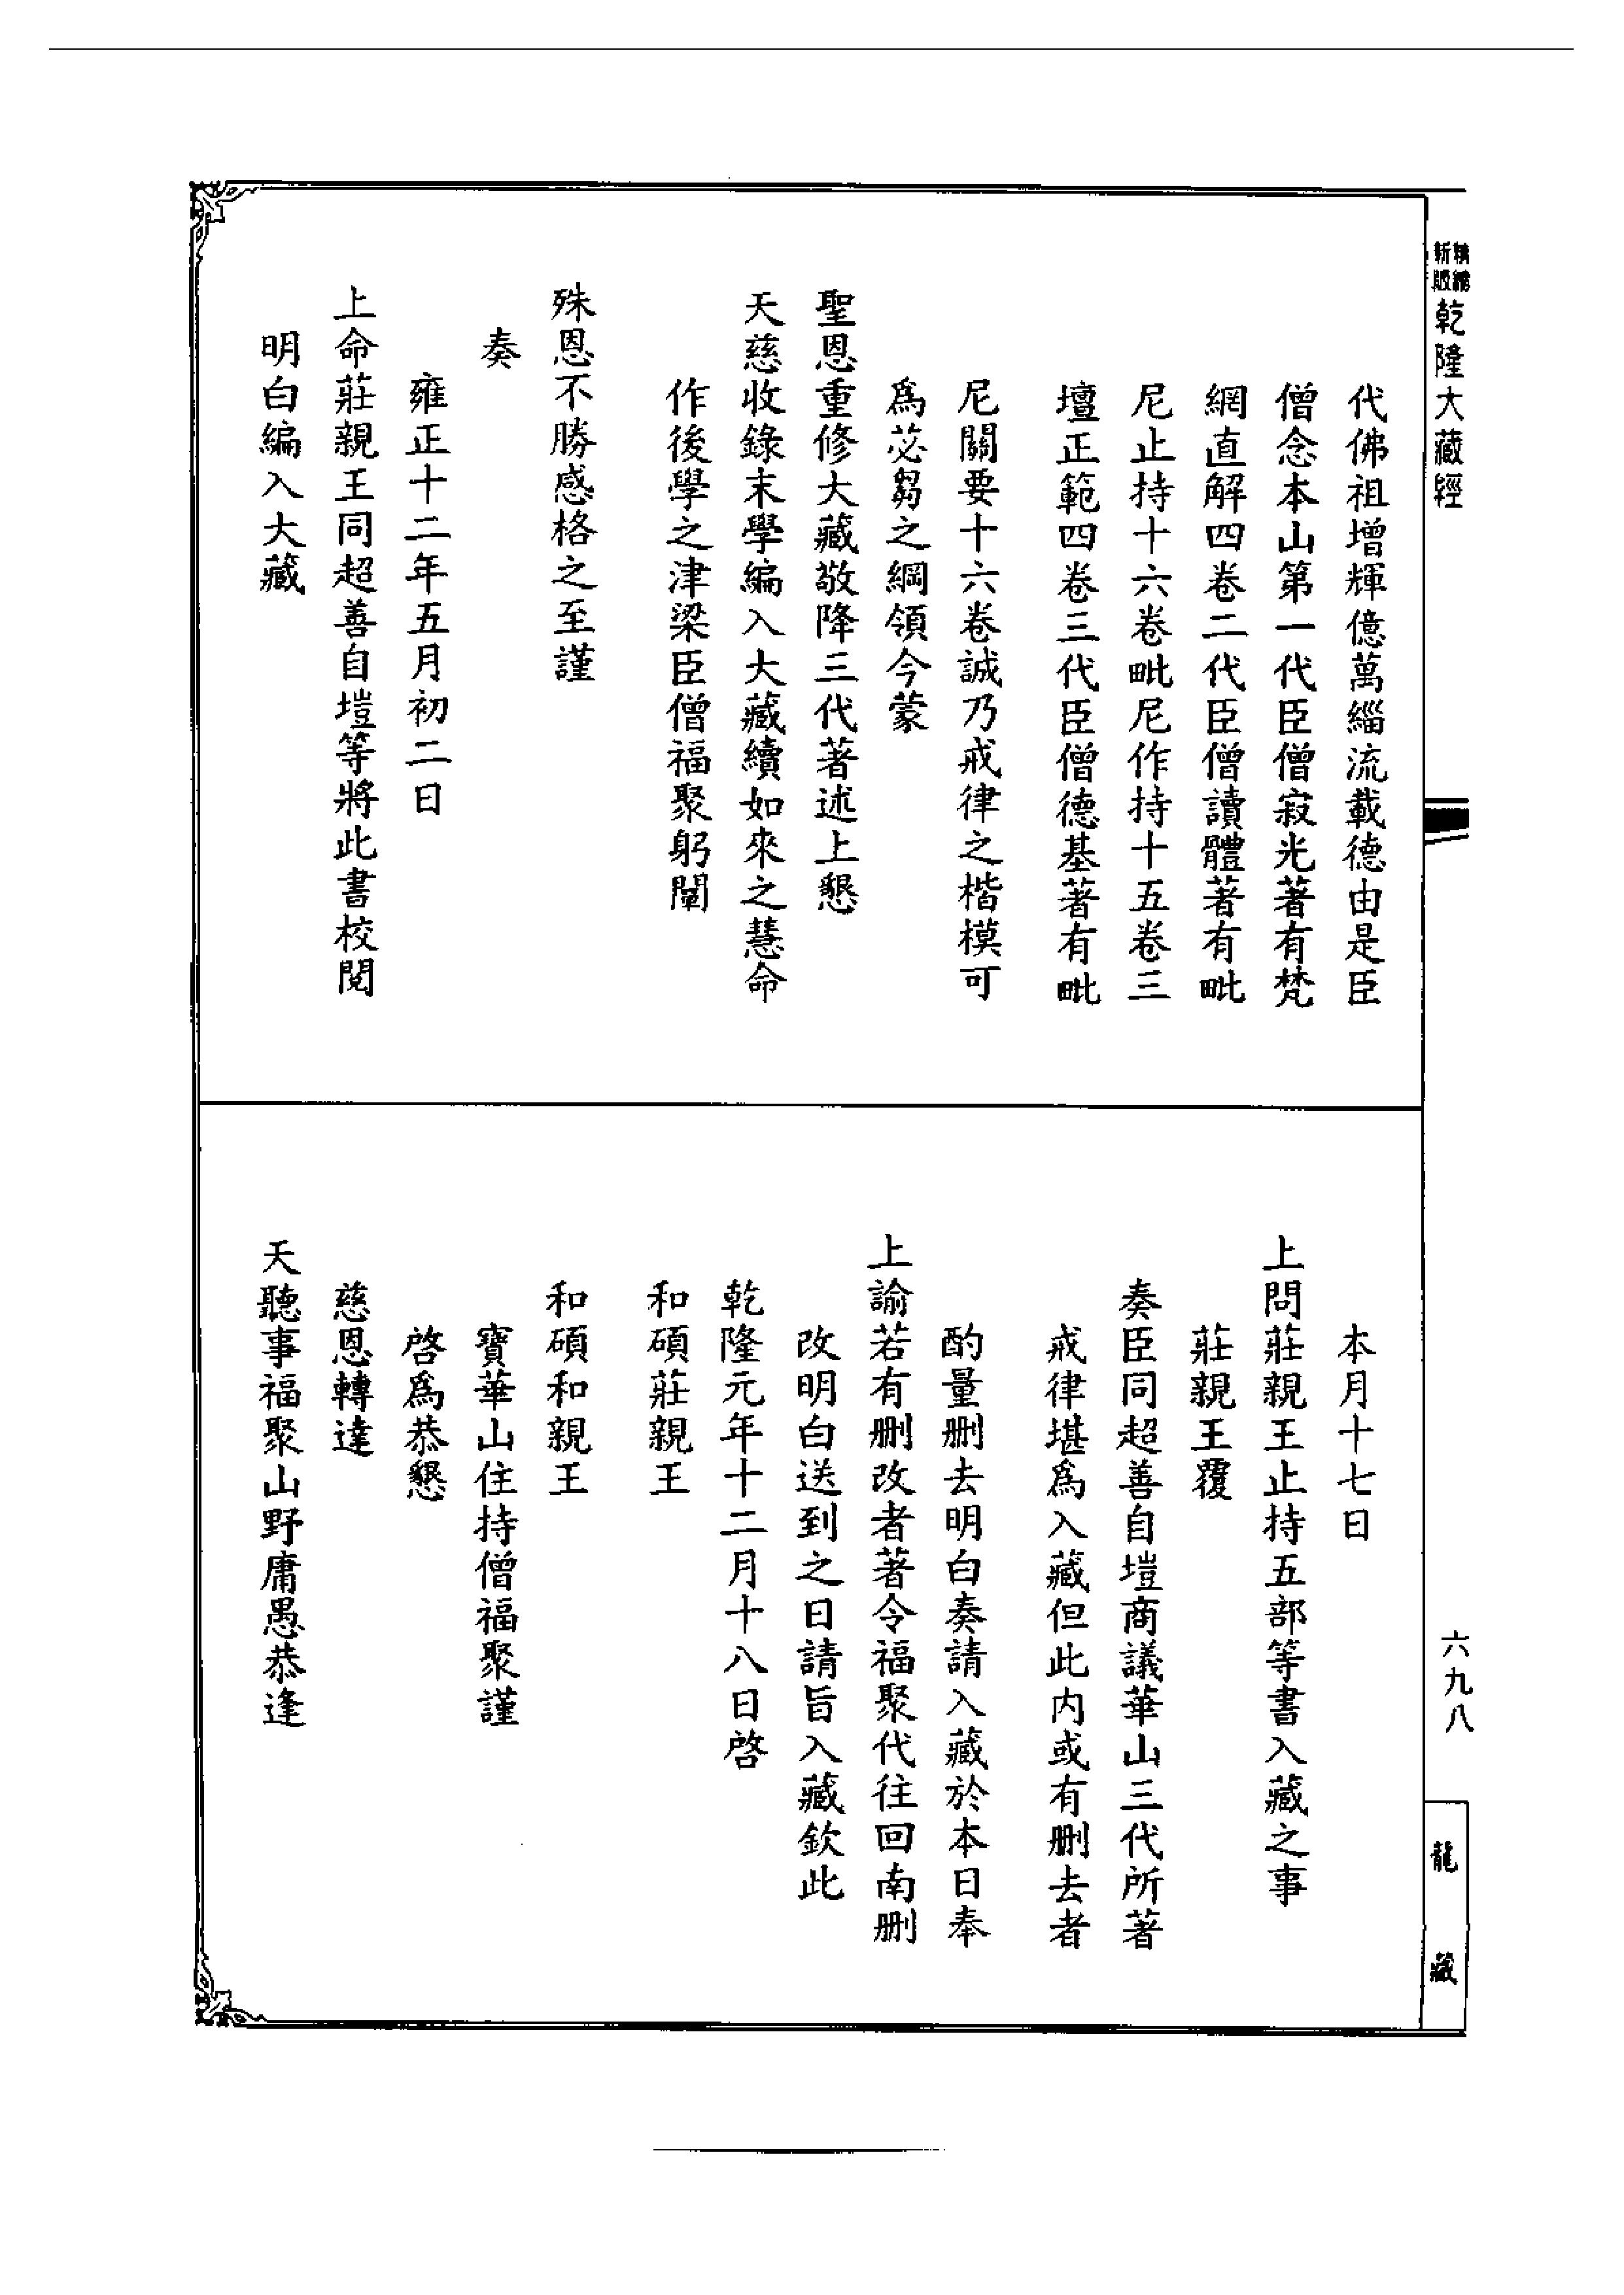 精縮
新版
乾隆大藏經
代佛祖增輝億萬緇流載德由是臣
僧念本山第一代臣僧寂光著有梵
網直解四卷二代臣僧讀體著有毗
尼止持十六卷毗尼作持十五卷三
壇正範四卷三代臣僧德基著有毗
尼關要十六卷誠乃戒律之楷模可
爲苾芻之綱領今蒙
聖恩重修大藏敬降三代著述上懇
天慈收錄末學編入大藏續如來之慧命
作後學之津梁臣僧福聚躬闡
殊恩不勝感格之至謹
奏
雍正十二年五月初二日
上命莊親王同超善自塏等將此書校閱
明白編入大藏
本月十七日
上問莊親王止持五部等書入藏之事
莊親王覆
奏臣同超善自塏商議華山三代所著
戒律堪爲入藏但此内或有删去者
酌量删去明白奏請入藏於本日奉
上諭若有删改者著令福聚代往回南删
改明白送到之日請旨入藏欽此
乾隆元年十二月十八日啓
和碩莊親王
和碩和親王
寶華山住持僧福聚謹
啓爲恭懇
慈恩轉達
天聽事福聚山野庸愚恭逢
六九八
龍藏